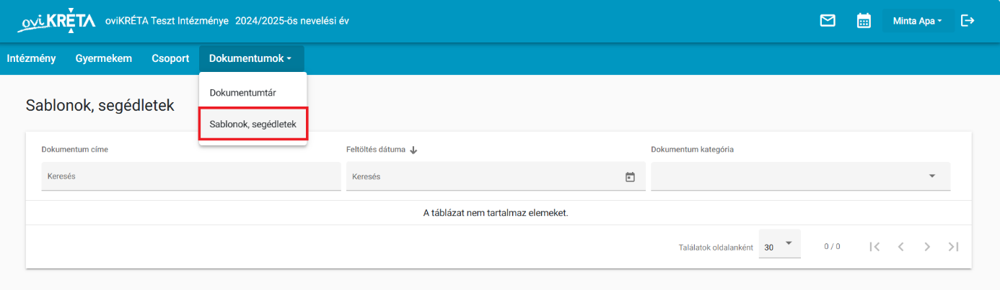 oviKRÉTA oviKRÉTA Teszt Intézménye 2024/2025-ös nevelési év Minta Apa
Intézmény Gyermekem Csoport Dokumentumok
Dokumentumtár
Sablonok, segédletek
Sablonok, segédletek
Dokumentum címe Feltöltés dátuma Dokumentum kategória
Keresés Keresés
A táblázat nem tartalmaz elemeket.
Találatok oldalanként 30 0 / 0